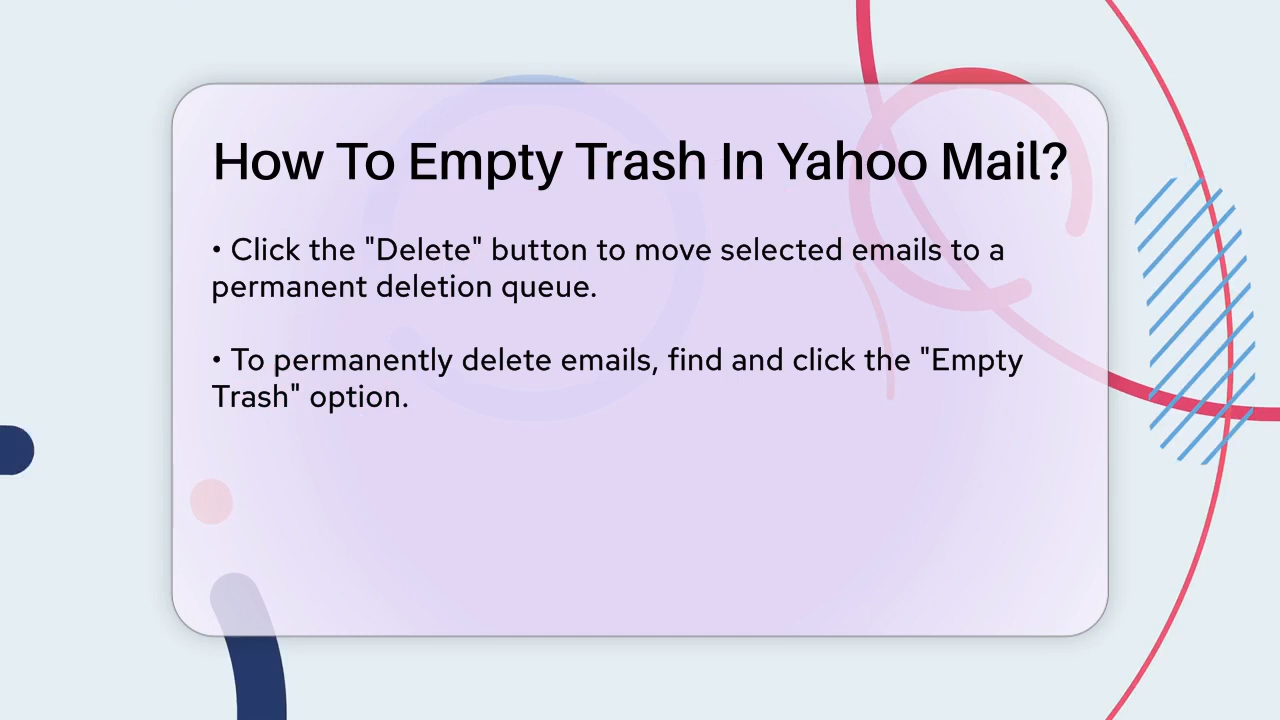 How To Empty Trash In Yahoo Mail?
• Click the "Delete" button to move selected emails to a
permanent deletion queue.
• To permanently delete emails, find and click the "Empty
Trash" option.